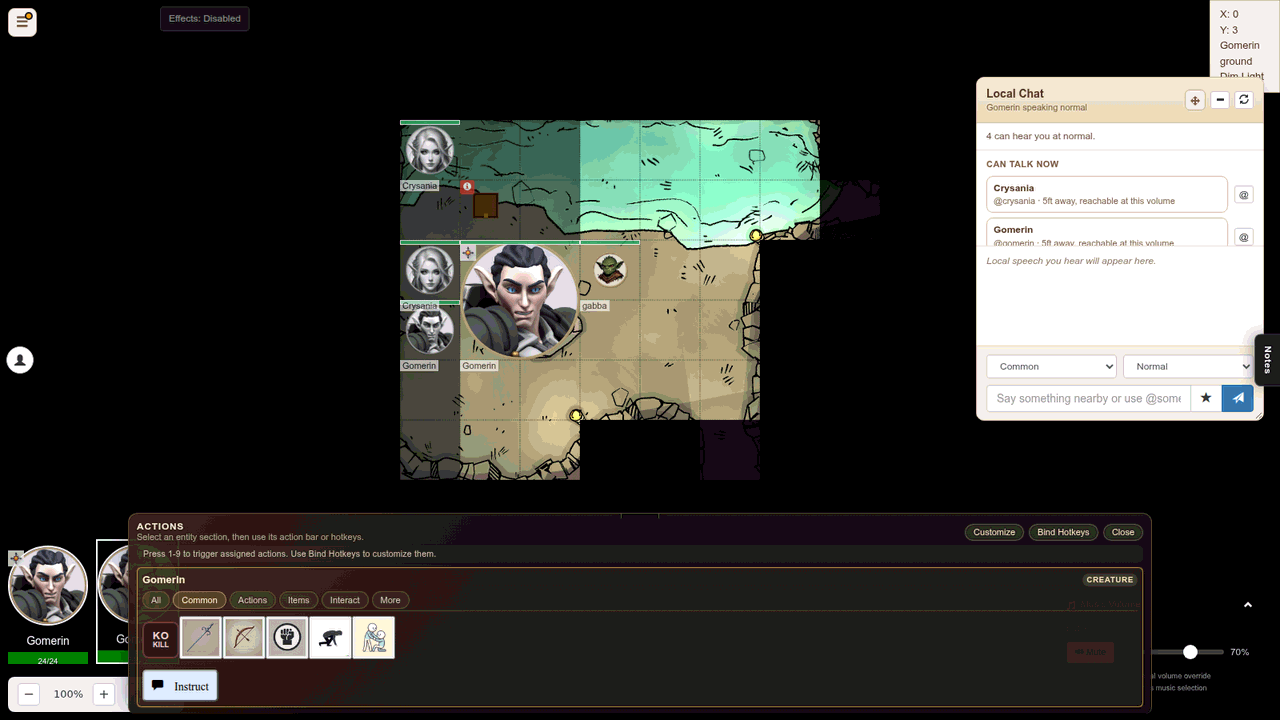 Effects: Disabled
X: 0
Y: 3
Gomerin
ground
Dim Light
Local Chat
Gomerin speaking normal
4 can hear you at normal.
CAN TALK NOW
Crysania
@crysania · 5ft away, reachable at this volume
@
Gomerin
@gomerin · 5ft away, reachable at this volume
@
Local speech you hear will appear here.
Common
Normal
Say something nearby or use @some
Notes
Crysania
Crysania
gabba
Gomerin
Gomerin
ACTIONS
Select an entity section, then use its action bar or hotkeys.
Customize
Bind Hotkeys
Close
Press 1-9 to trigger assigned actions. Use Bind Hotkeys to customize them.
Gomerin
CREATURE
All
Common
Actions
Items
Interact
More
KO
KILL
Instruct
Gomerin
Go
24/24
100%
Mute
70%
al volume override
s music selection